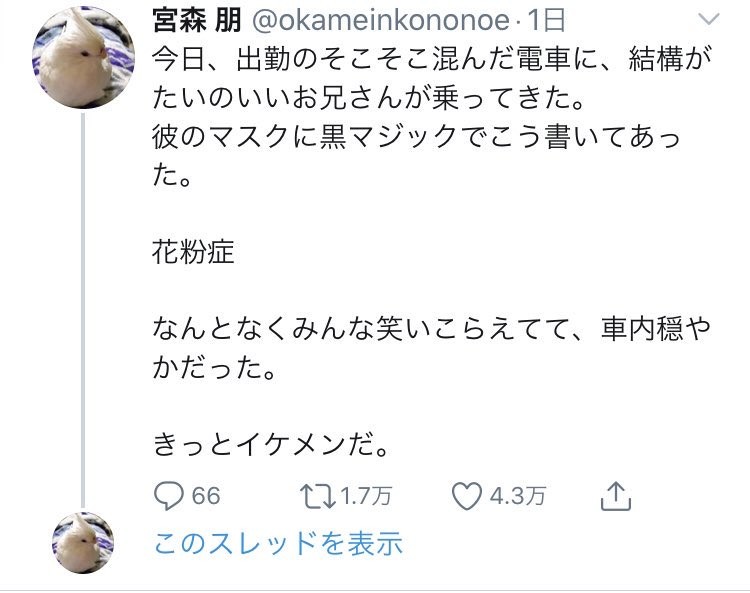 宮森 朋 @okameinkononoe · 1日
今日、出勤のそこそこ混んだ電車に、結構が
たいのいいお兄さんが乗ってきた。
彼のマスクに黒マジックでこう書いてあっ
た。
花粉症
なんとなくみんな笑いこらえてて、車内穏や
かだった。
きっとイケメンだ。
66 1.7万 4.3万
このスレッドを表示